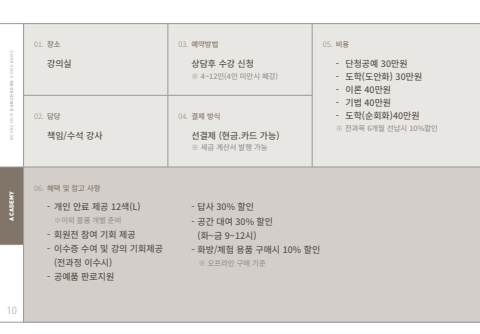 01. 장소
강의실
02. 담당
책임/수석 강사
03. 예약방법
상담후 수강 신청
※ 4~12인(4인 미만시 폐강)
04. 결제 방식
선결제 (현금.카드 가능)
※ 세금 계산서 발행 가능
05. 비용
- 단청공예 30만원
- 도학(도안화) 30만원
- 이론 40만원
- 기법 40만원
- 도학(순회화)40만원
※ 전과목 6개월 선납시 10%할인
ACADEMY
06. 혜택 및 참고 사항
- 개인 안료 제공 12색(L)
※이외 물품 개별 준비
- 회원전 참여 기회 제공
- 이수증 수여 및 강의 기회제공
(전과정 이수시)
- 공예품 판로지원
- 답사 30% 할인
- 공간 대여 30% 할인
(화~금 9~12시)
- 화방/체험 용품 구매시 10% 할인
※ 오프라인 구매 기준
10